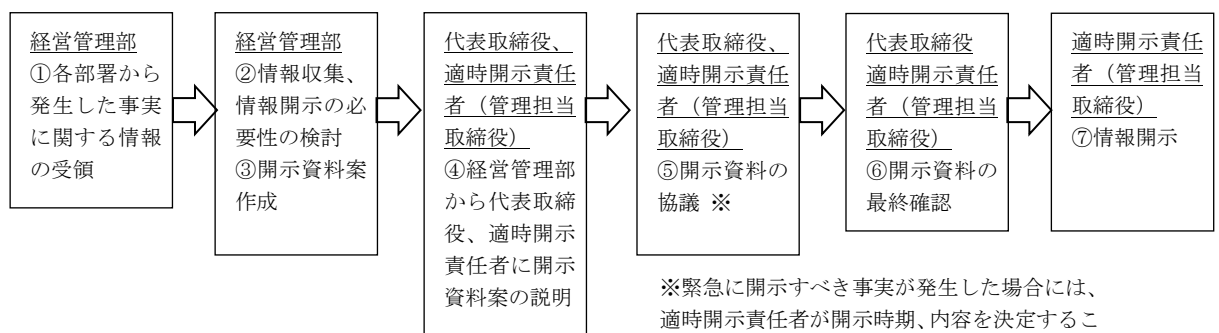 経営管理部
①各部署から
発生した事実
に関する情報
の受領
経営管理部
②情報収集、
情報開示の必
要性の検討
③開示資料案
作成
代表取締役、
適時開示責任
者（管理担当
取締役）
④経営管理部
から代表取締
役、適時開示
責任者に開示
資料案の説明
代表取締役、
適時開示責任
者（管理担当
取締役）
⑤開示資料の
協議 ※
代表取締役
適時開示責任
者（管理担当
取締役）
⑥開示資料の
最終確認
適時開示責任
者（管理担当
取締役）
⑦情報開示
※緊急に開示すべき事実が発生した場合には、
適時開示責任者が開示時期、内容を決定するこ